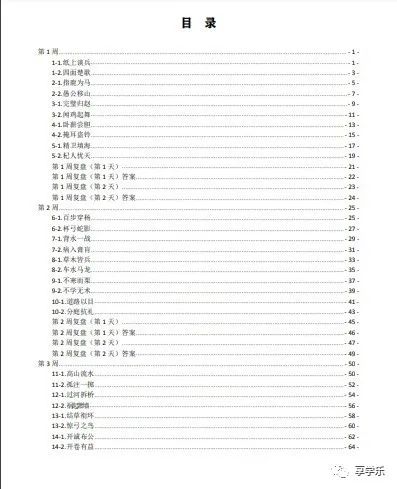 目 录
第 1 周 - 1 -
1-1.纸上谈兵 - 1 -
1-2.四面楚歌 - 3 -
2-1.指鹿为马 - 5 -
2-2.愚公移山 - 7 -
3-1.完璧归赵 - 9 -
3-2.闻鸡起舞 - 11 -
4-1.卧薪尝胆 - 13 -
4-2.掩耳盗铃 - 15 -
5-1.精卫填海 - 17 -
5-2.杞人忧天 - 19 -
第 1 周复盘（第 1 天） - 21 -
第 1 周复盘（第 1 天）答案 - 22 -
第 1 周复盘（第 2 天） - 23 -
第 1 周复盘（第 2 天）答案 - 24 -
第 2 周 - 25 -
6-1.百步穿杨 - 25 -
6-2.杯弓蛇影 - 27 -
7-1.背水一战 - 29 -
7-2.病入膏肓 - 31 -
8-1.草木皆兵 - 33 -
8-2.车水马龙 - 35 -
9-1.不寒而栗 - 37 -
9-2.不学无术 - 39 -
10-1.道路以目 - 41 -
10-2.分庭抗礼 - 43 -
第 2 周复盘（第 1 天） - 45 -
第 2 周复盘（第 1 天）答案 - 46 -
第 2 周复盘（第 2 天） - 47 -
第 2 周复盘（第 2 天）答案 - 49 -
第 3 周 - 50 -
11-1.高山流水 - 50 -
11-2.孤注一掷 - 52 -
12-1.过河拆桥 - 54 -
12-2. - 56 -
13-1.结草衔环 - 58 -
13-2.惊弓之鸟 - 60 -
14-1.开诚布公 - 62 -
14-2.开卷有益 - 64 -
享学乐